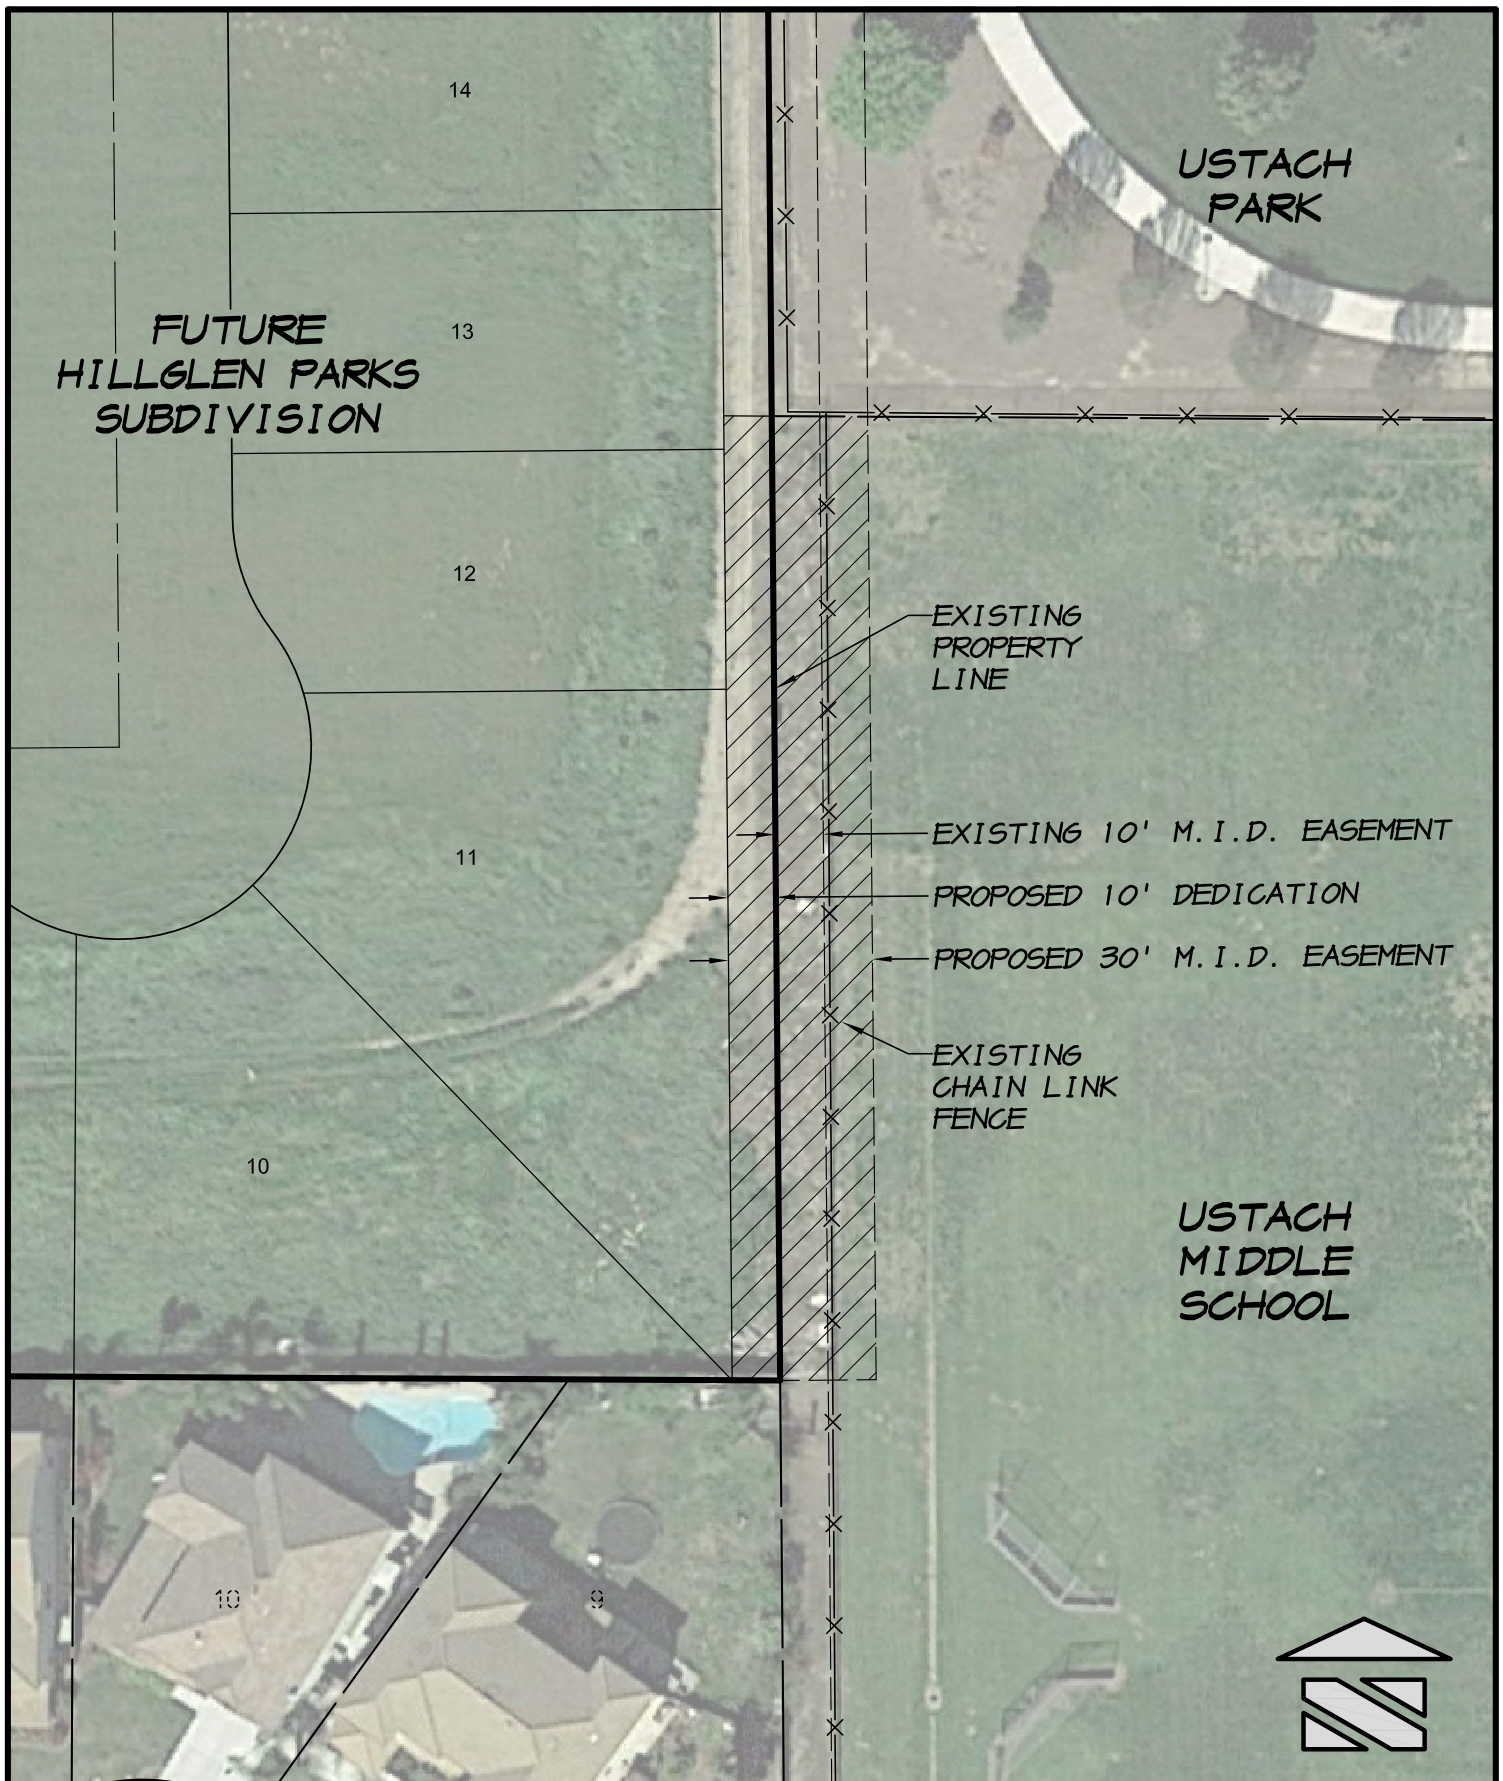 14
USTACH
PARK
FUTURE
HILLGLEN PARKS
SUBDIVISION
13
12
EXISTING
PROPERTY
LINE
EXISTING 10' M.I.D. EASEMENT
11
PROPOSED 10' DEDICATION
PROPOSED 30' M.I.D. EASEMENT
EXISTING
CHAIN LINK
FENCE
10
USTACH
MIDDLE
SCHOOL
10
9